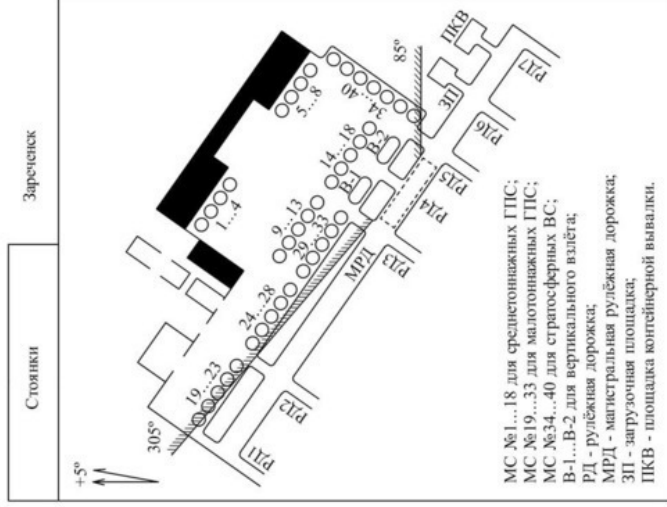 Стоянки
Зареченск
+5°
305°
85°
1...4
5...8
9...13
14...18
19...23
24...28
29...33
34...40
В-1
В-2
МРД
ЗП
ПКВ
РД1
РД2
РД3
РД4
РД5
РД6
РД7
МС №1...18 для среднетоннажных ГПС;
МС №19...33 для малотоннажных ГПС;
МС №34...40 для стратосферных ВС;
В-1...В-2 для вертикального взлёта;
РД - рулёжная дорожка;
МРД - магистральная рулёжная дорожка;
ЗП - загрузочная площадка;
ПКВ - площадка контейнерной вывалки.